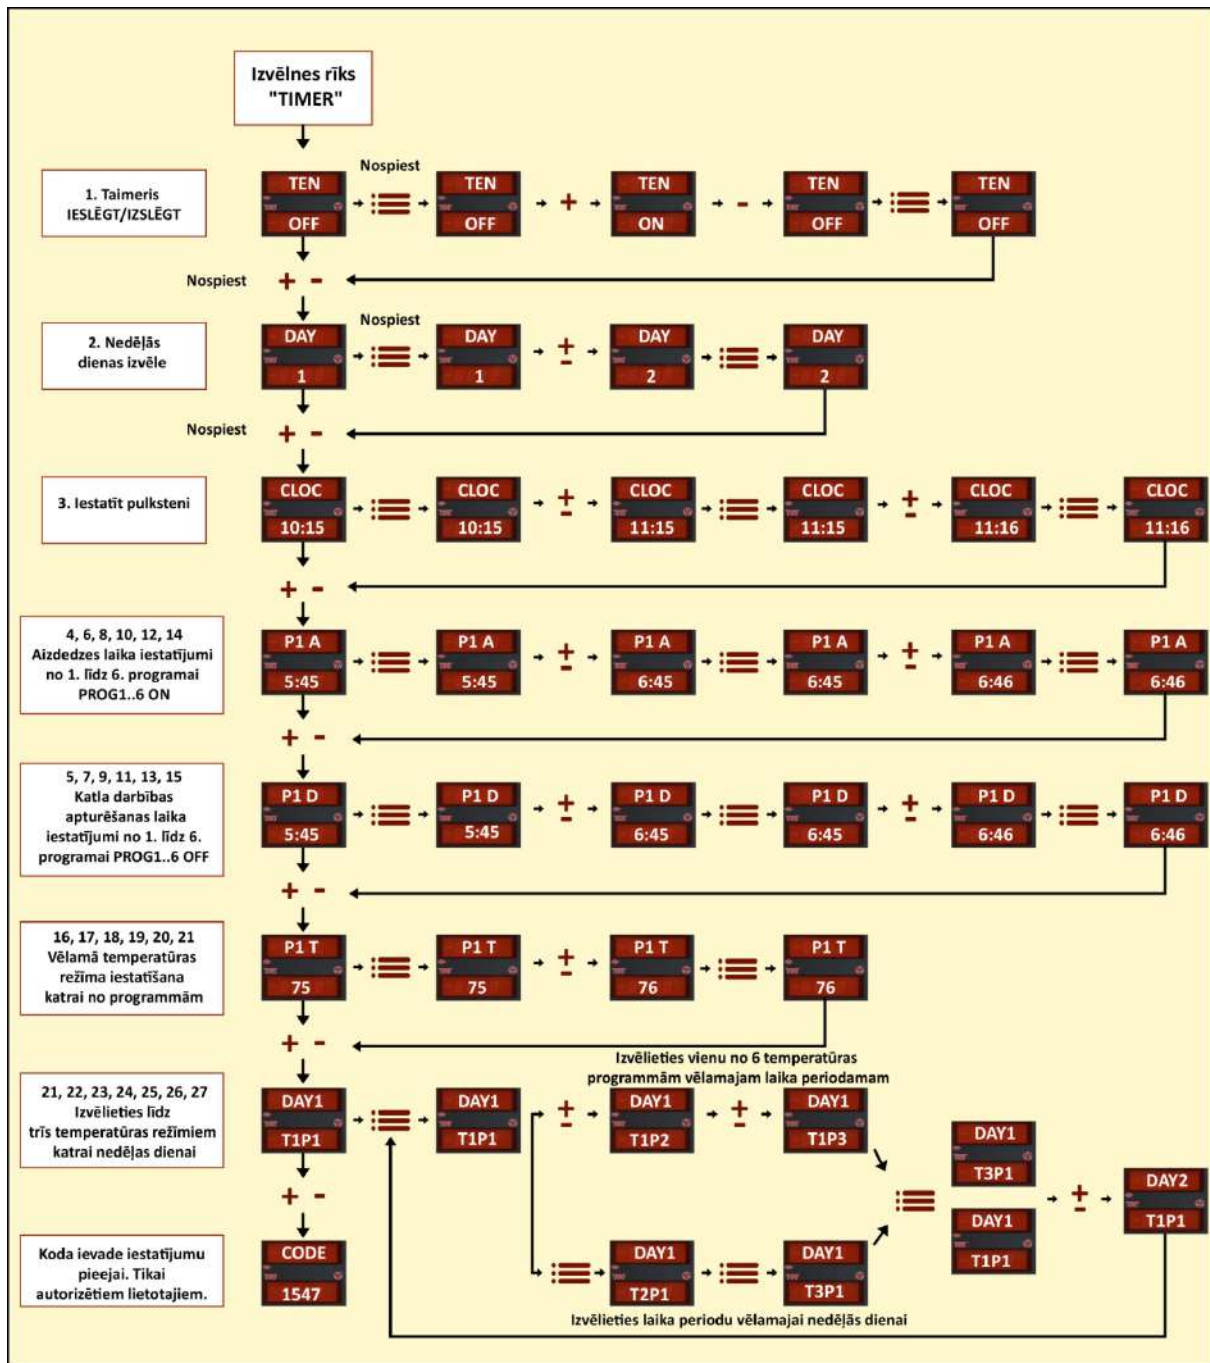 Izvēlnes rīks
"TIMER"
Nospiest
1. Taimeris
IESLĒGT/IZSLĒGT
TEN
OFF
TEN
OFF
TEN
ON
TEN
OFF
TEN
OFF
Nospiest
Nospiest
2. Nedēļās
dienas izvēle
DAY
1
DAY
1
DAY
2
DAY
2
Nospiest
3. Iestatīt pulksteni
CLOC
10:15
CLOC
10:15
CLOC
11:15
CLOC
11:15
CLOC
11:16
CLOC
11:16
4, 6, 8, 10, 12, 14
Aizdedzes laika iestatījumi
no 1. līdz 6. programai
PROG1..6 ON
P1 A
5:45
P1 A
5:45
P1 A
6:45
P1 A
6:45
P1 A
6:46
P1 A
6:46
5, 7, 9, 11, 13, 15
Katla darbības
apturēšanas laika
iestatījumi no 1. līdz 6.
programai PROG1..6 OFF
P1 D
5:45
P1 D
5:45
P1 D
6:45
P1 D
6:45
P1 D
6:46
P1 D
6:46
16, 17, 18, 19, 20, 21
Vēlamā temperatūras
režīma iestatīšana
katrai no programmām
P1 T
75
P1 T
75
P1 T
76
P1 T
76
Izvēlieties vienu no 6 temperatūras
programmām vēlamajam laika periodamam
21, 22, 23, 24, 25, 26, 27
Izvēlieties līdz
trīs temperatūras režīmiem
katrai nedēļas dienai
DAY1
T1P1
DAY1
T1P1
DAY1
T1P2
DAY1
T1P3
DAY1
T3P1
DAY1
T1P1
DAY2
T1P1
Koda ievade iestatījumu
pieejai. Tikai
autorizētiem lietotajiem.
CODE
1547
DAY1
T2P1
DAY1
T3P1
Izvēlieties laika periodu vēlamajai nedēļās dienai